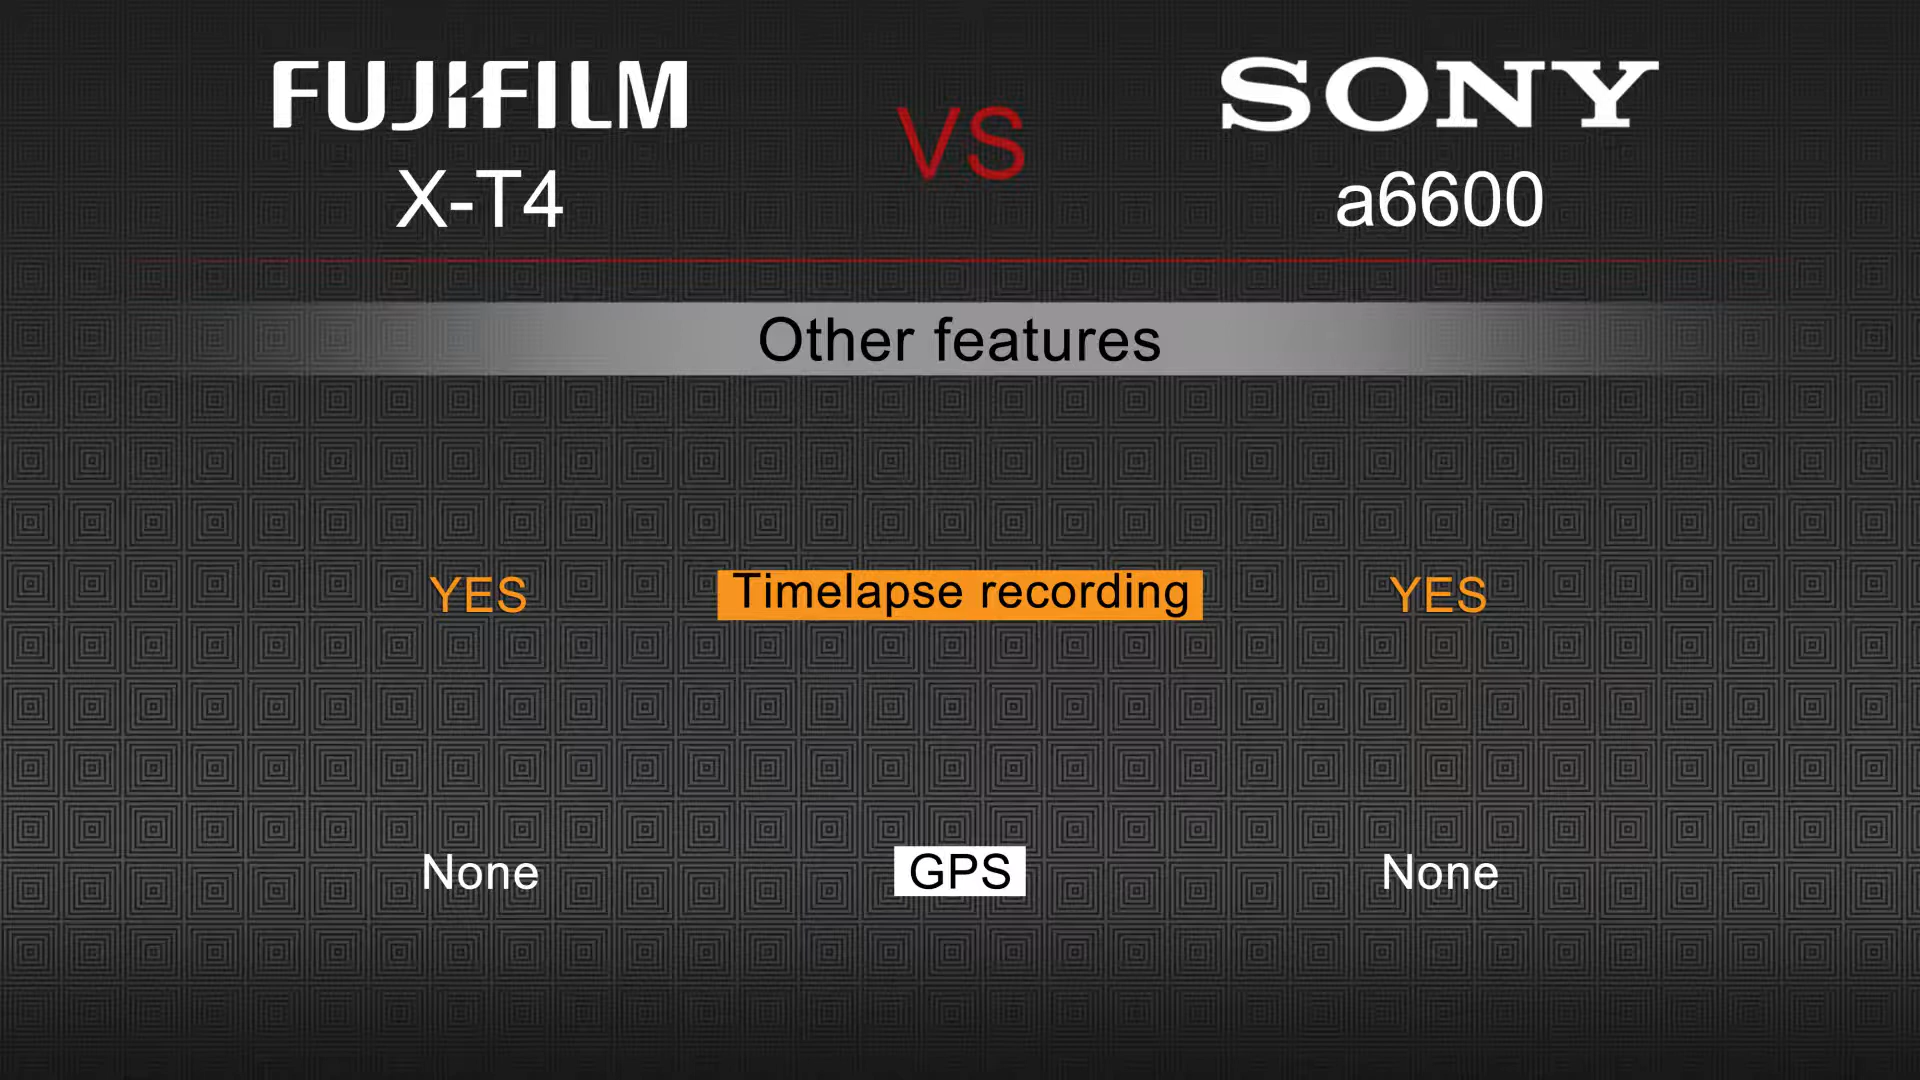 FUJIFILM VS SONY
X-T4 a6600
Other features
YES Timelapse recording YES
None GPS None